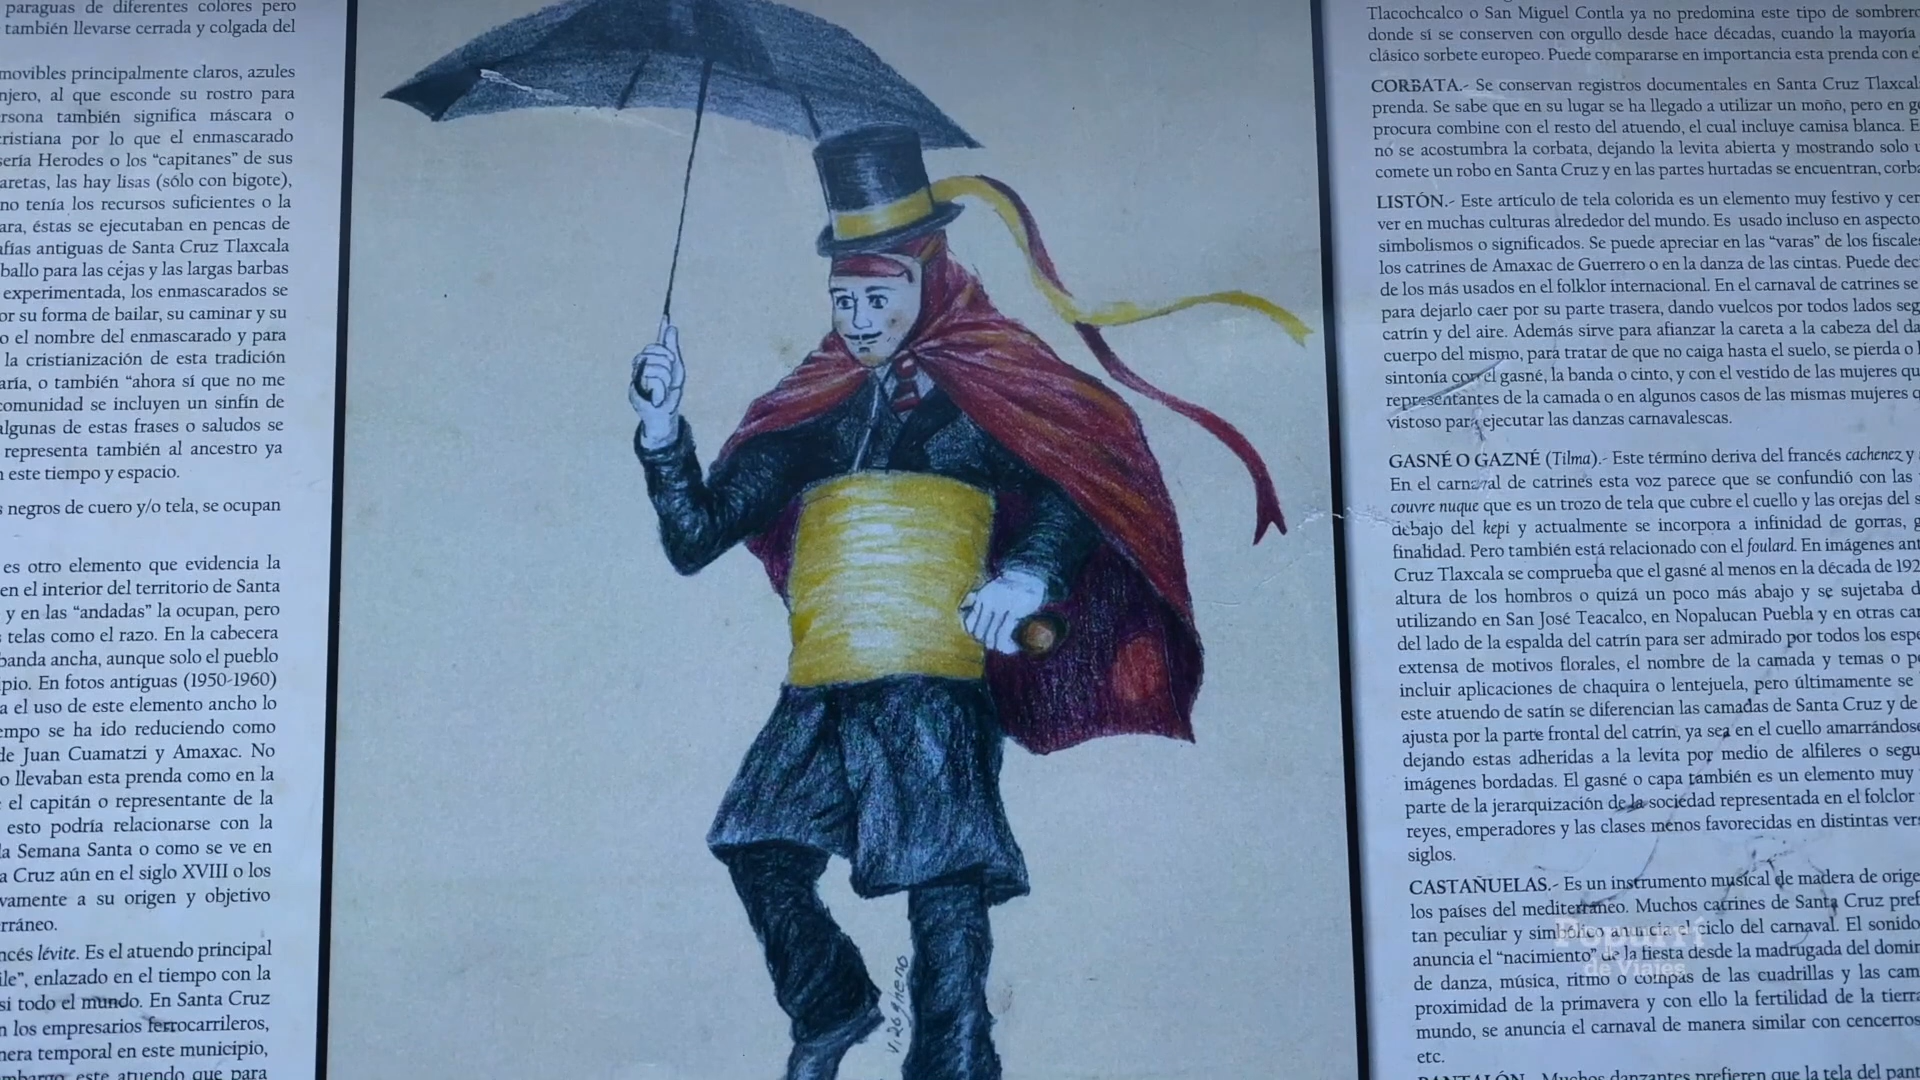 paraguas de diferentes colores pero
también llevarse cerrada y colgada del
movibles principalmente claros, azules
njero, al que esconde su rostro para
rsona también significa máscara o
cristiana por lo que el enmascarado
sería Herodes o los “capitanes” de sus
aretas, las hay lisas (sólo con bigote),
no tenía los recursos suficientes o la
ara, éstas se ejecutaban en pencas de
afías antiguas de Santa Cruz Tlaxcala
ballo para las cejas y las largas barbas
experimentada, los enmascarados se
or su forma de bailar, su caminar y su
o el nombre del enmascarado y para
la cristianización de esta tradición
aría, o también “ahora sí que no me
comunidad se incluyen un sinfín de
algunas de estas frases o saludos se
representa también al ancestro ya
n este tiempo y espacio.
s negros de cuero y/o tela, se ocupan
es otro elemento que evidencia la
en el interior del territorio de Santa
y en las “andadas” la ocupan, pero
s telas como el razo. En la cabecera
banda ancha, aunque solo el pueblo
ipio. En fotos antiguas (1950-1960)
a el uso de este elemento ancho lo
empo se ha ido reduciendo como
de Juan Cuamatzi y Amaxac. No
o llevaban esta prenda como en la
e el capitán o representante de la
esto podría relacionarse con la
la Semana Santa o como se ve en
a Cruz aún en el siglo XVIII o los
vamente a su origen y objetivo
rráneo.
ncés lévite. Es el atuendo principal
ile”, enlazado en el tiempo con la
si todo el mundo. En Santa Cruz
n los empresarios ferrocarrileros,
nera temporal en este municipio,
embargo, este atuendo que para
Tlacochcalco o San Miguel Contla ya no predomina este tipo de sombrero
donde sí se conserven con orgullo desde hace décadas, cuando la mayoría
clásico sorbete europeo. Puede compararse en importancia esta prenda con e
CORBATA.- Se conservan registros documentales en Santa Cruz Tlaxcal
prenda. Se sabe que en su lugar se ha llegado a utilizar un moño, pero en g
procura combine con el resto del atuendo, el cual incluye camisa blanca. E
no se acostumbra la corbata, dejando la levita abierta y mostrando solo u
comete un robo en Santa Cruz y en las partes hurtadas se encuentran, corba
LISTÓN.- Este artículo de tela colorida es un elemento muy festivo y cer
ver en muchas culturas alrededor del mundo. Es usado incluso en aspecto
simbolismos o significados. Se puede apreciar en las “varas” de los fiscale
los catrines de Amaxac de Guerrero o en la danza de las cintas. Puede dec
de los más usados en el folklor internacional. En el carnaval de catrines se
para dejarlo caer por su parte trasera, dando vuelcos por todos lados seg
catrín y del aire. Además sirve para afianzar la careta a la cabeza del da
cuerpo del mismo, para tratar de que no caiga hasta el suelo, se pierda o l
sintonía con el gasné, la banda o cinto, y con el vestido de las mujeres qu
representantes de la camada o en algunos casos de las mismas mujeres q
vistoso para ejecutar las danzas carnavalescas.
GASNÉ O GAZNÉ (Tilma).- Este término deriva del francés cachenez y
En el carnaval de catrines esta voz parece que se confundió con las
couvre nuque que es un trozo de tela que cubre el cuello y las orejas del s
debajo del kepi y actualmente se incorpora a infinidad de gorras, g
finalidad. Pero también está relacionado con el foulard. En imágenes ant
Cruz Tlaxcala se comprueba que el gasné al menos en la década de 192
altura de los hombros o quizá un poco más abajo y se sujetaba d
utilizando en San José Teacalco, en Nopalucan Puebla y en otras car
del lado de la espalda del catrín para ser admirado por todos los espe
extensa de motivos florales, el nombre de la camada y temas o p
incluir aplicaciones de chaquira o lentejuela, pero últimamente se
este atuendo de satín se diferencian las camadas de Santa Cruz y de
ajusta por la parte frontal del catrín, ya sea en el cuello amarrándose
dejando estas adheridas a la levita por medio de alfileres o segu
imágenes bordadas. El gasné o capa también es un elemento muy
parte de la jerarquización de la sociedad representada en el folclor
reyes, emperadores y las clases menos favorecidas en distintas ver
siglos.
CASTAÑUELAS.- Es un instrumento musical de madera de orige
los países del mediterráneo. Muchos catrines de Santa Cruz pref
tan peculiar y simbólico anuncia el ciclo del carnaval. El sonido
anuncia el “nacimiento” de la fiesta desde la madrugada del domin
de danza, música, ritmo o compas de las cuadrillas y las cam
proximidad de la primavera y con ello la fertilidad de la tierra
mundo, se anuncia el carnaval de manera similar con cencerros
etc.
PANTALÓN.- Muchos danzantes prefieren que la tela del pant
Popurrí
de Viajes